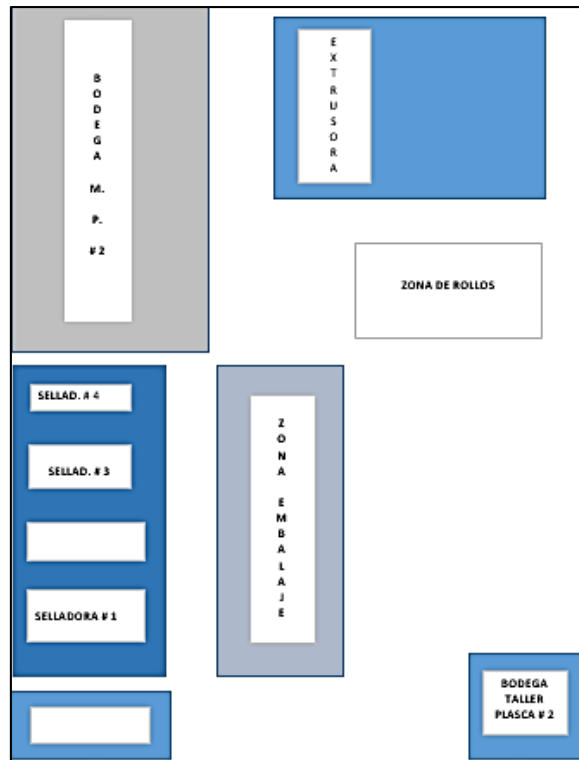 BODEGA M. P. # 2
EXTRUSORA
ZONA DE ROLLOS
SELLAD. # 4
SELLAD. # 3
SELLADORA # 1
ZONA EMBALAJE
BODEGA
TALLER
PLASCA # 2